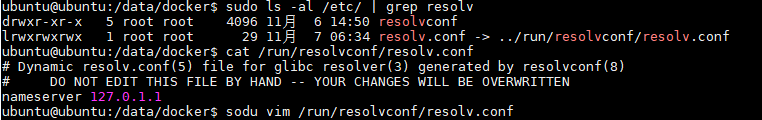 ubuntu@ubuntu:/data/docker$ sudo ls -al /etc/ | grep resolv
drwxr-xr-x   5 root root    4096 11月  6 14:50 resolvconf
lrwxrwxrwx   1 root root      29 11月  7 06:34 resolv.conf -> ../run/resolvconf/resolv.conf
ubuntu@ubuntu:/data/docker$ cat /run/resolvconf/resolv.conf
# Dynamic resolv.conf(5) file for glibc resolver(3) generated by resolvconf(8)
#     DO NOT EDIT THIS FILE BY HAND -- YOUR CHANGES WILL BE OVERWRITTEN
nameserver 127.0.1.1
ubuntu@ubuntu:/data/docker$ sodu vim /run/resolvconf/resolv.conf